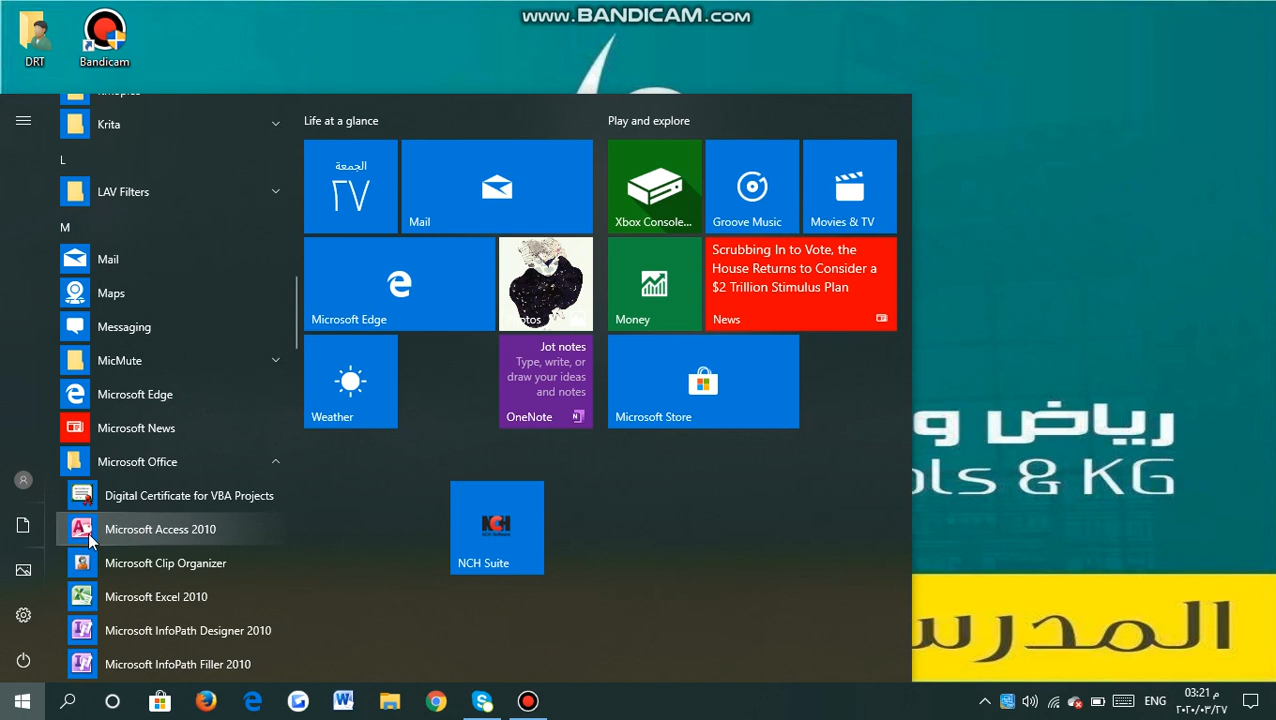 www.BANDICAM.com
DRT
Bandicam
Krita
L
LAV Filters
M
Mail
Maps
Messaging
MicMute
Microsoft Edge
Microsoft News
Microsoft Office
Digital Certificate for VBA Projects
Microsoft Access 2010
Microsoft Clip Organizer
Microsoft Excel 2010
Microsoft InfoPath Designer 2010
Microsoft InfoPath Filler 2010
Life at a glance
الجمعة
٢٧
Mail
Microsoft Edge
Weather
Jot notes
Type, write, or
draw your ideas
and notes
OneNote
Play and explore
Xbox Console...
Groove Music
Movies & TV
Money
Scrubbing In to Vote, the
House Returns to Consider a
$2 Trillion Stimulus Plan
News
Microsoft Store
NCH
NCH Suite
رياض و
ols & KG
المدرس
ENG
03:21 م
٢٠٢٠/٠٣/٢٧